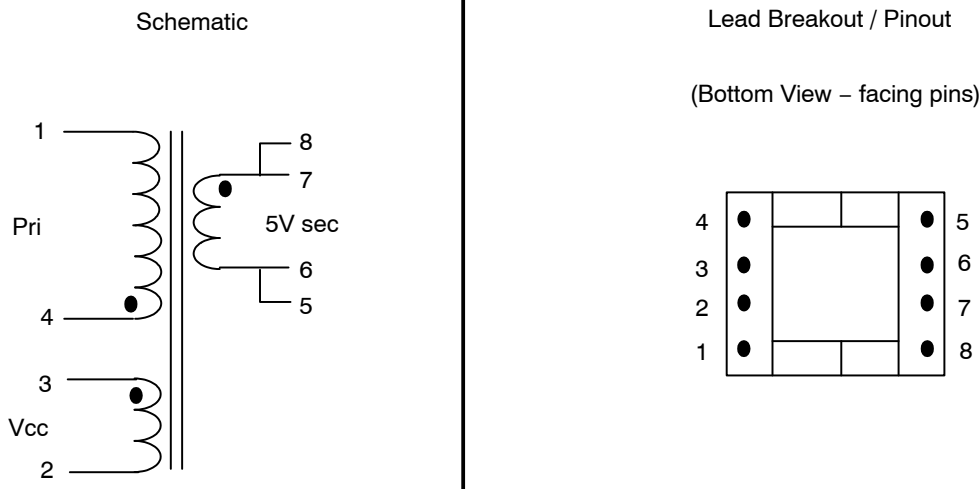 Schematic
1
Pri
4
3
Vcc
2
8
7
5V sec
6
5
Lead Breakout / Pinout
(Bottom View – facing pins)
4
3
2
1
5
6
7
8